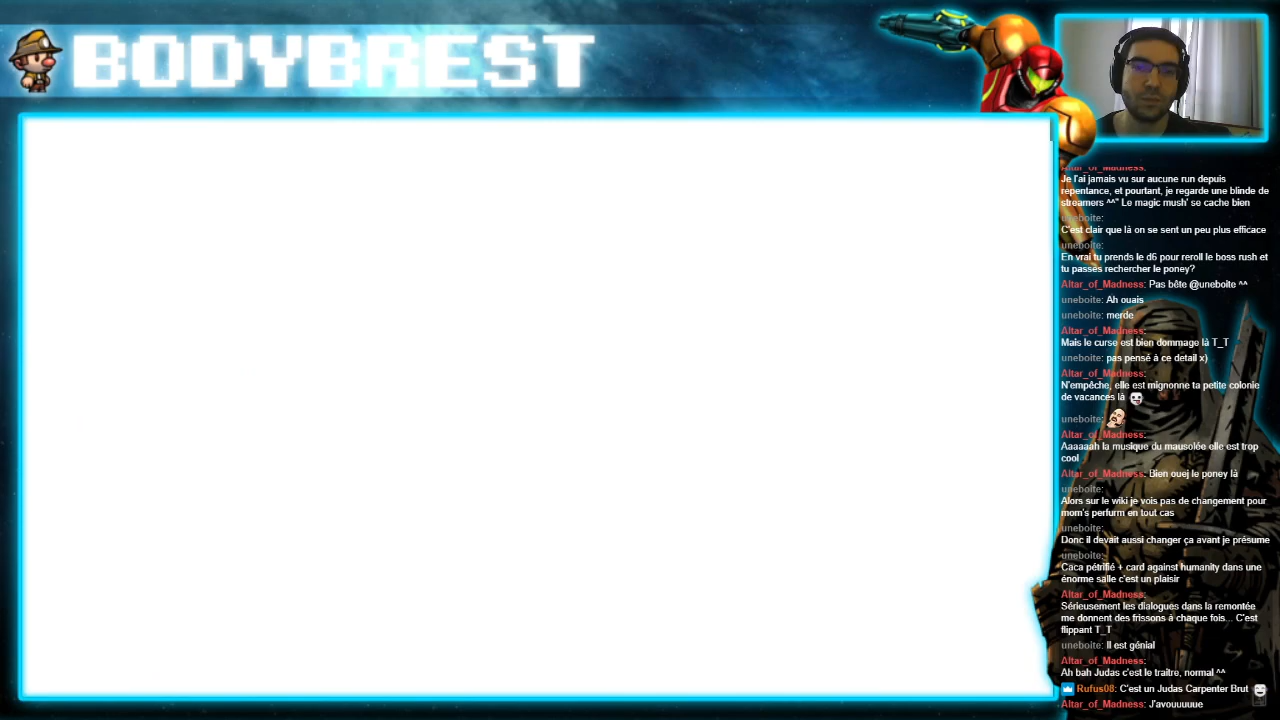 BODYBREST
Altar_of_Madness:
Je l'ai jamais vu sur aucune run depuis
repentance, et pourtant, je regarde une blinde de
streamers ^^" Le magic mush' se cache bien
uneboite:
C'est clair que là on se sent un peu plus efficace
uneboite:
En vrai tu prends le d6 pour reroll le boss rush et
tu passes rechercher le poney?
Altar_of_Madness: Pas bête @uneboite ^^
uneboite: Ah ouais
uneboite: merde
Altar_of_Madness:
Mais le curse est bien dommage là T_T
uneboite: pas pensé à ce detail x)
Altar_of_Madness:
N'empêche, elle est mignonne ta petite colonie
de vacances là
uneboite:
Altar_of_Madness:
Aaaaaah la musique du mausolée elle est trop
cool
Altar_of_Madness: Bien ouej le poney là
uneboite:
Alors sur le wiki je vois pas de changement pour
mom's perfurm en tout cas
uneboite:
Donc il devait aussi changer ça avant je présume
uneboite:
Caca pétrifié + card against humanity dans une
énorme salle c'est un plaisir
Altar_of_Madness:
Sérieusement les dialogues dans la remontée
me donnent des frissons à chaque fois... C'est
flippant T_T
uneboite: Il est génial
Altar_of_Madness:
Ah bah Judas c'est le traitre, normal ^^
Rufus08: C'est un Judas Carpenter Brut
Altar_of_Madness: J'avouuuuue